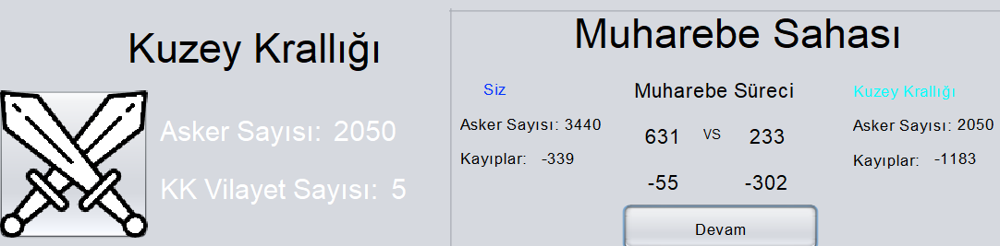 Kuzey Krallığı
Asker Sayısı: 2050
KK Vilayet Sayısı: 5
Muharebe Sahası
Siz
Asker Sayısı: 3440
Kayıplar: -339
Muharebe Süreci
631 VS 233
-55 -302
Devam
Kuzey Krallığı
Asker Sayısı: 2050
Kayıplar: -1183